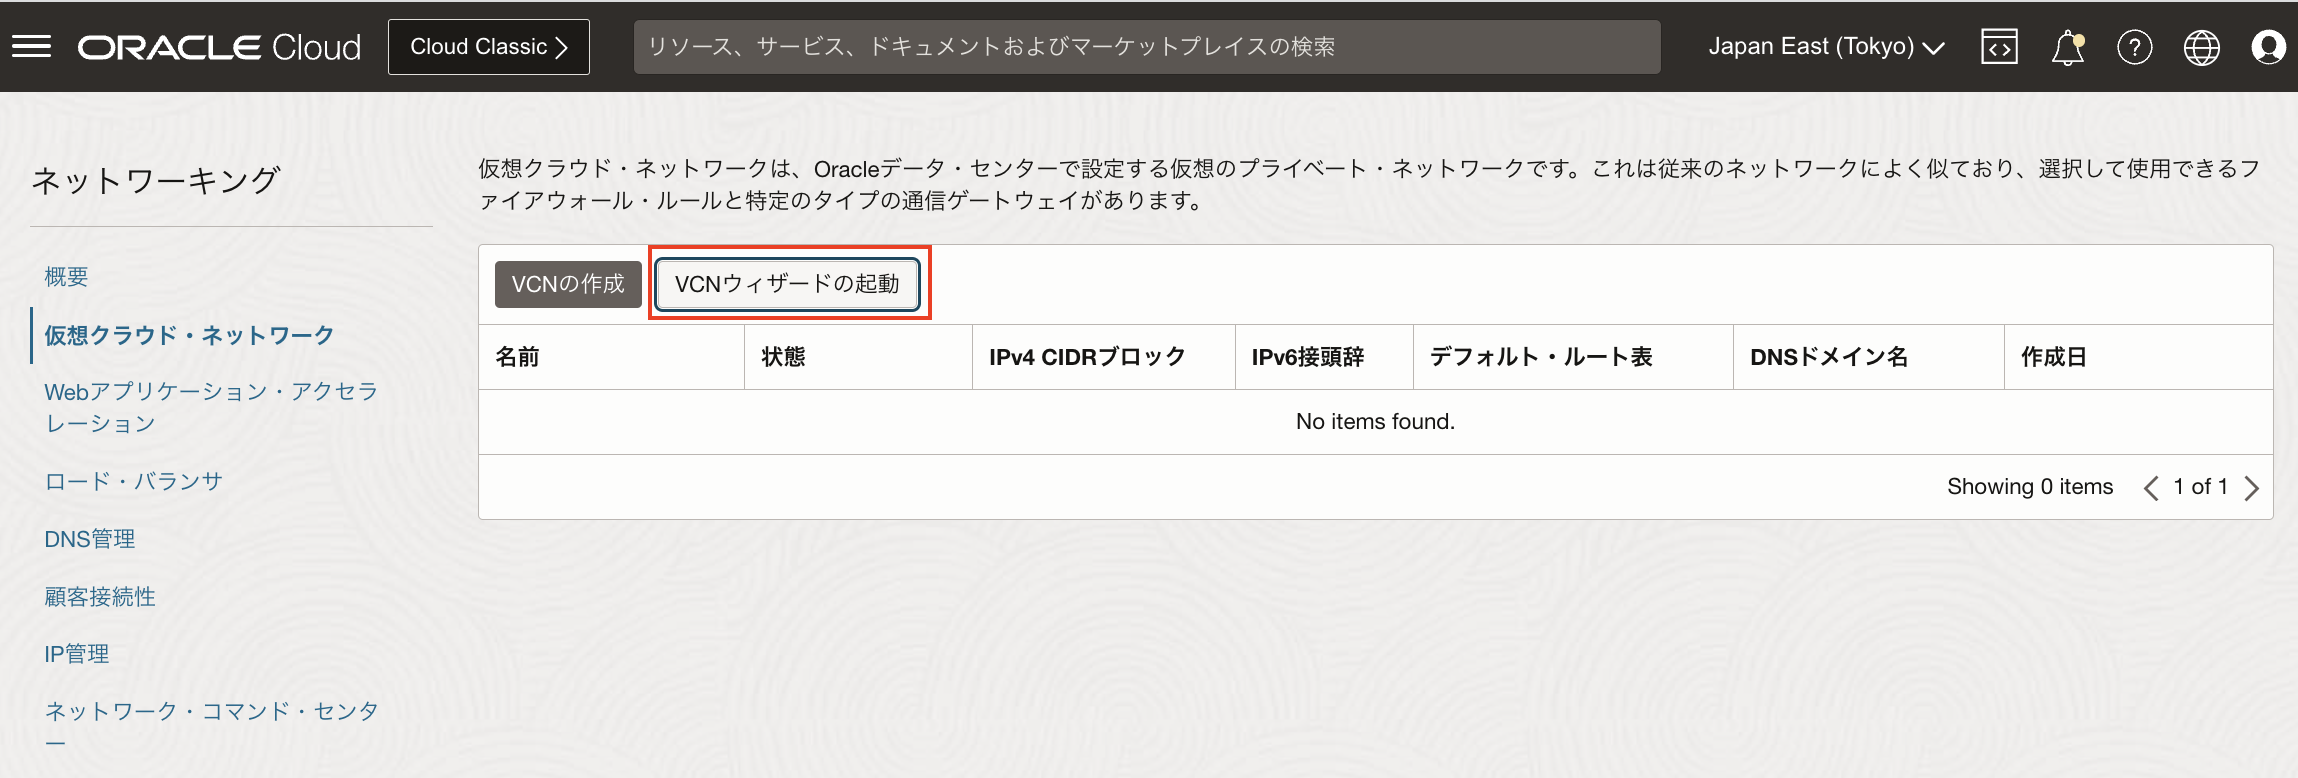 ORACLE Cloud
Cloud Classic
リソース、サービス、ドキュメントおよびマーケットプレイスの検索
Japan East (Tokyo)
ネットワーキング
概要
仮想クラウド・ネットワーク
Webアプリケーション・アクセラ
レーション
ロード・バランサ
DNS管理
顧客接続性
IP管理
ネットワーク・コマンド・センタ
ー
仮想クラウド・ネットワークは、Oracleデータ・センターで設定する仮想のプライベート・ネットワークです。これは従来のネットワークによく似ており、選択して使用できるフ
ァイアウォール・ルールと特定のタイプの通信ゲートウェイがあります。
VCNの作成
VCNウィザードの起動
名前 状態 IPv4 CIDRブロック IPv6接頭辞 デフォルト・ルート表 DNSドメイン名 作成日
No items found.
Showing 0 items 1 of 1